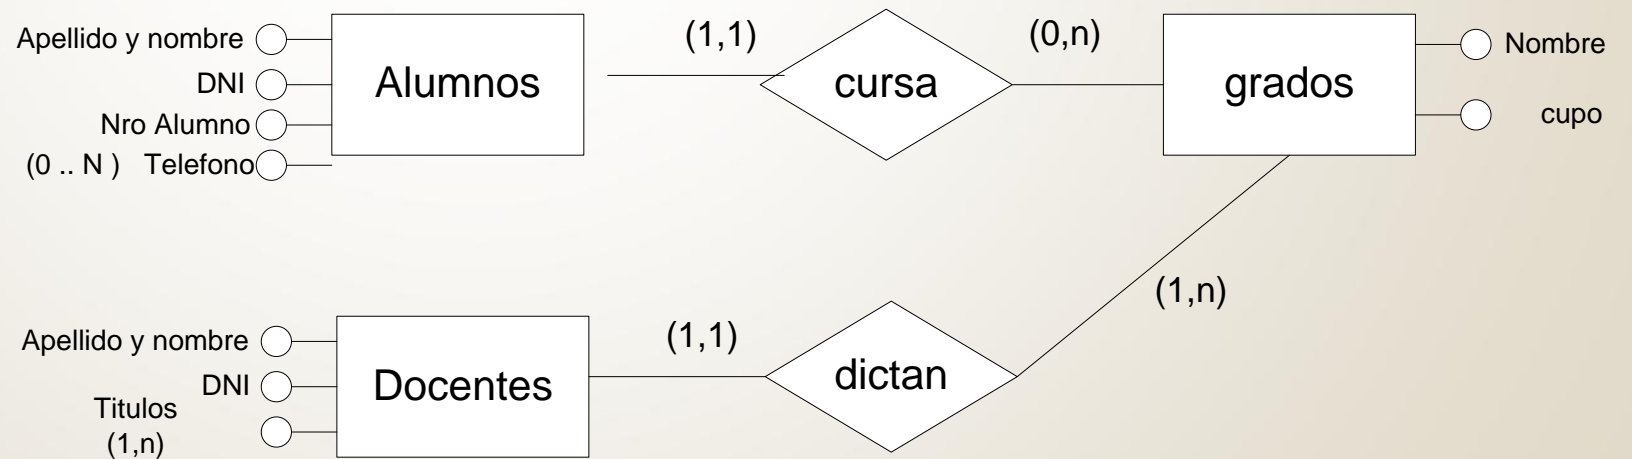 Apellido y nombre
DNI
Nro Alumno
(0 .. N ) Telefono
Alumnos
(1,1)
cursa
(0,n)
grados
Nombre
cupo
Apellido y nombre
DNI
Titulos
(1,n)
Docentes
(1,1)
dictan
(1,n)